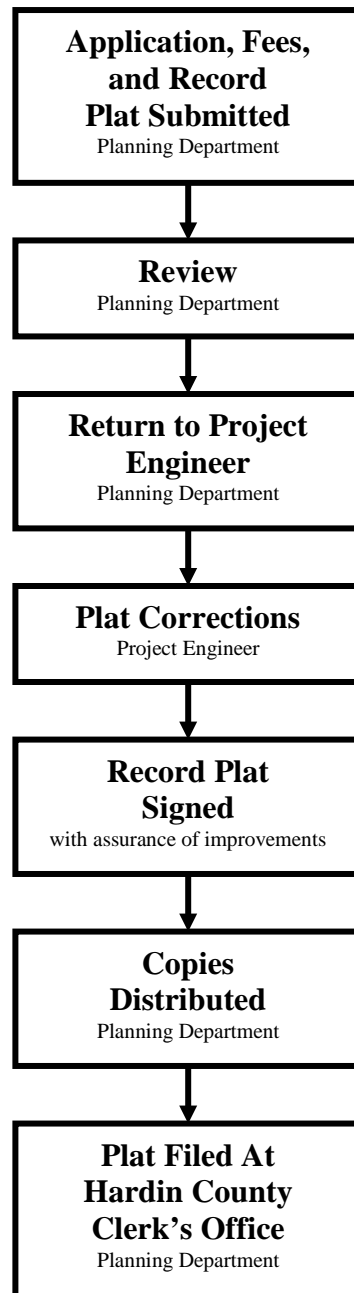 Application, Fees,
and Record
Plat Submitted
Planning Department
Review
Planning Department
Return to Project
Engineer
Planning Department
Plat Corrections
Project Engineer
Record Plat
Signed
with assurance of improvements
Copies
Distributed
Planning Department
Plat Filed At
Hardin County
Clerk’s Office
Planning Department